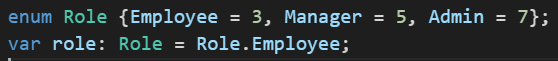 enum Role {Employee = 3, Manager = 5, Admin = 7};
var role: Role = Role.Employee;